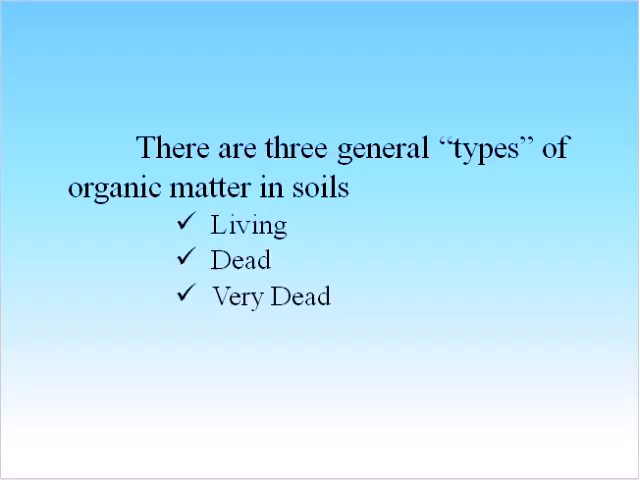 There are three general “types” of
organic matter in soils
✓ Living
✓ Dead
✓ Very Dead